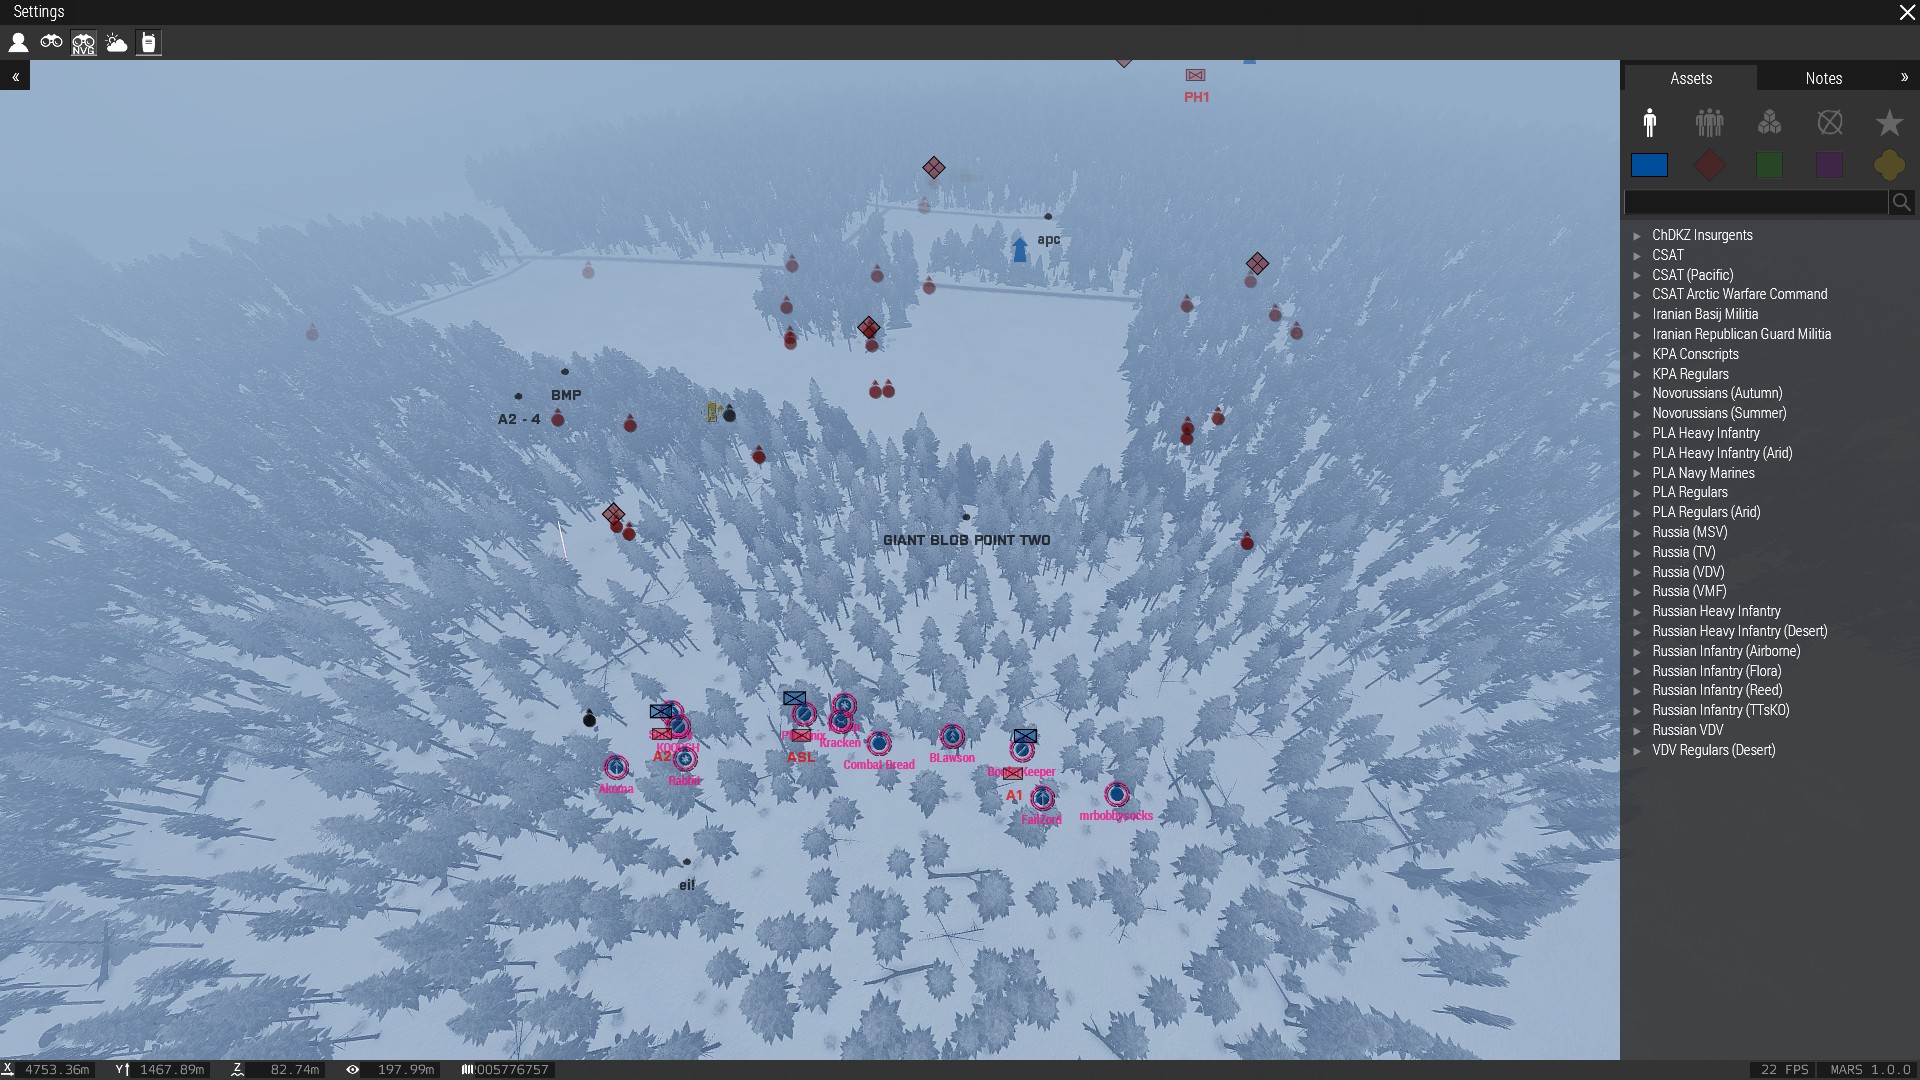 Settings
NVG
«
Assets
Notes
»
PH1
apc
BMP
A2 - 4
GIANT BLOB POINT TWO
Kracken
A2
ASL
Combat Bread
BLawson
Rabbit
Akuma
A1
FailZord
mrbobbysocks
ei!
ChDKZ Insurgents
CSAT
CSAT (Pacific)
CSAT Arctic Warfare Command
Iranian Basij Militia
Iranian Republican Guard Militia
KPA Conscripts
KPA Regulars
Novorussians (Autumn)
Novorussians (Summer)
PLA Heavy Infantry
PLA Heavy Infantry (Arid)
PLA Navy Marines
PLA Regulars
PLA Regulars (Arid)
Russia (MSV)
Russia (TV)
Russia (VDV)
Russia (VMF)
Russian Heavy Infantry
Russian Heavy Infantry (Desert)
Russian Infantry (Airborne)
Russian Infantry (Flora)
Russian Infantry (Reed)
Russian Infantry (TTsKO)
Russian VDV
VDV Regulars (Desert)
X 4753.36m Y 1467.89m Z 82.74m 197.99m 005776757 22 FPS MARS 1.0.0